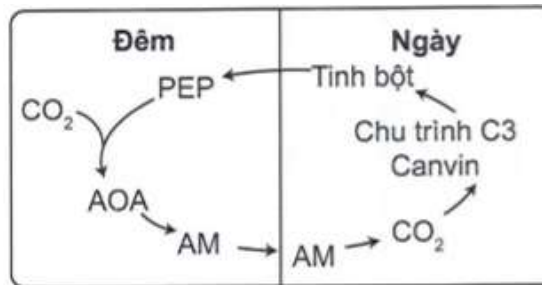 Đêm
Ngày
PEP
Tinh bột
CO₂
Chu trình C3
Canvin
AOA
AM
AM
CO₂